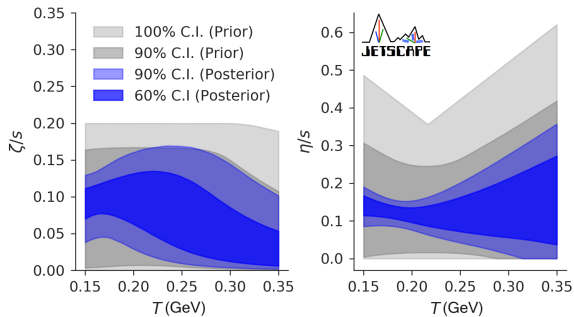 0.35
0.30
0.25
0.20
0.15
0.10
0.05
0.00
ζ/s
100% C.I. (Prior)
90% C.I. (Prior)
90% C.I. (Posterior)
60% C.I (Posterior)
0.15 0.20 0.25 0.30 0.35
T (GeV)
JETSCAPE
0.6
0.5
0.4
0.3
0.2
0.1
0.0
η/s
0.15 0.20 0.25 0.30 0.35
T (GeV)